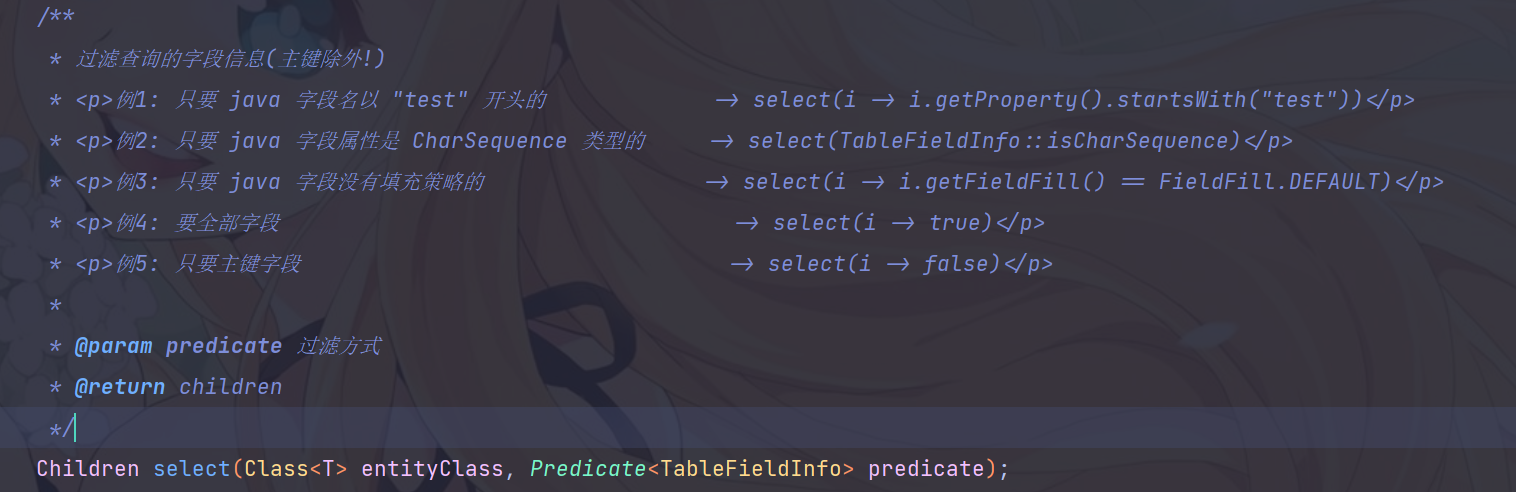 /**
 * 过滤查询的字段信息(主键除外!)
 * <p>例1: 只要 java 字段名以 "test" 开头的             -> select(i -> i.getProperty().startsWith("test"))</p>
 * <p>例2: 只要 java 字段属性是 CharSequence 类型的     -> select(TableFieldInfo::isCharSequence)</p>
 * <p>例3: 只要 java 字段没有填充策略的                 -> select(i -> i.getFieldFill() == FieldFill.DEFAULT)</p>
 * <p>例4: 要全部字段                                   -> select(i -> true)</p>
 * <p>例5: 只要主键字段                                 -> select(i -> false)</p>
 *
 * @param predicate 过滤方式
 * @return children
 */
Children select(Class<T> entityClass, Predicate<TableFieldInfo> predicate);